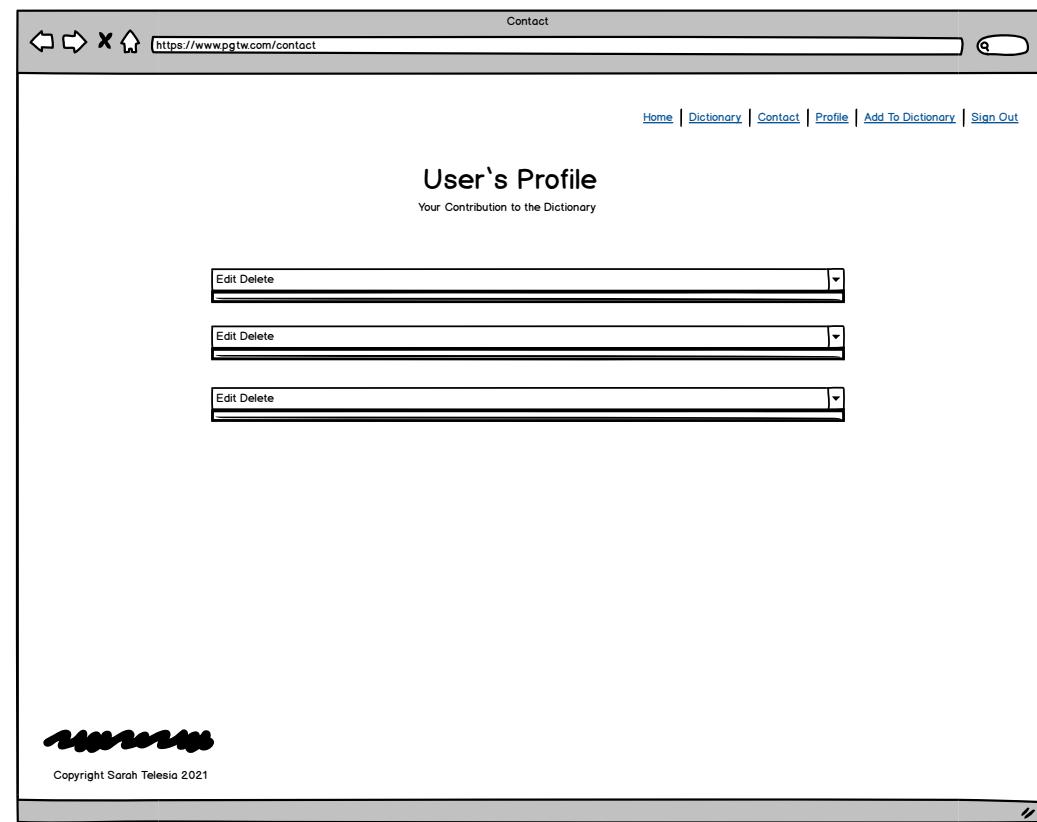 Contact
https://www.pgtw.com/contact
Home | Dictionary | Contact | Profile | Add To Dictionary | Sign Out
User`s Profile
Your Contribution to the Dictionary
Edit Delete
Edit Delete
Edit Delete
Copyright Sarah Telesia 2021